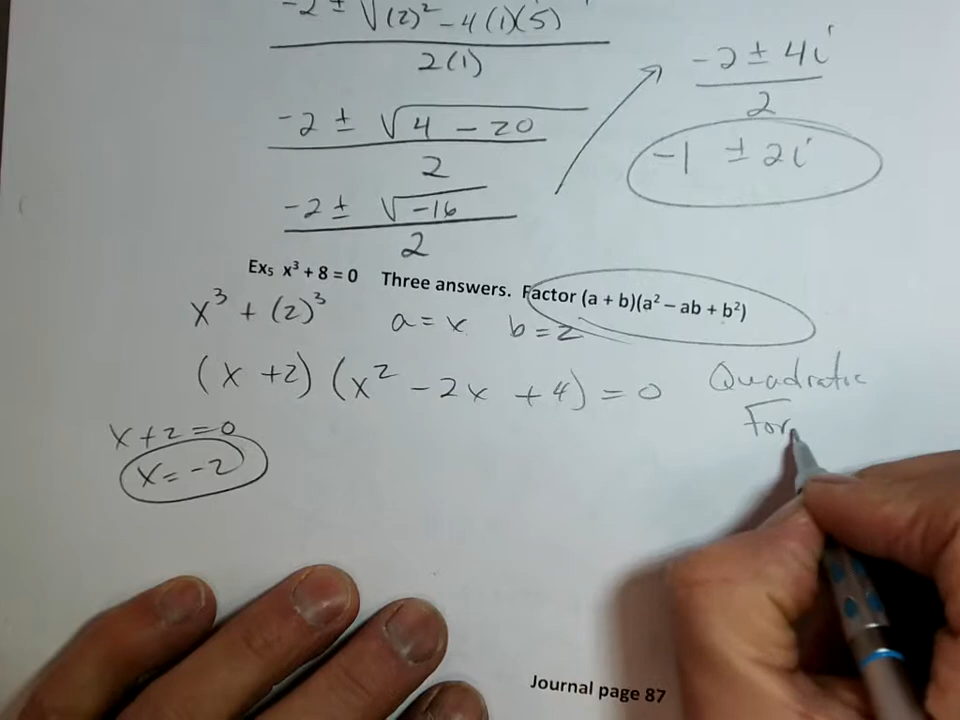 -2 ± √(2)² - 4(1)(5)
2(1)
-2 ± √4 - 20
2
-2 ± √-16
2
-2 ± 4i
2
-1 ± 2i
Ex₅ x³ + 8 = 0 Three answers. Factor (a + b)(a² – ab + b²)
x³ + (2)³ a = x b = 2
(x + 2)(x² - 2x + 4) = 0
x + 2 = 0
x = -2
Quadratic
For
Journal page 87